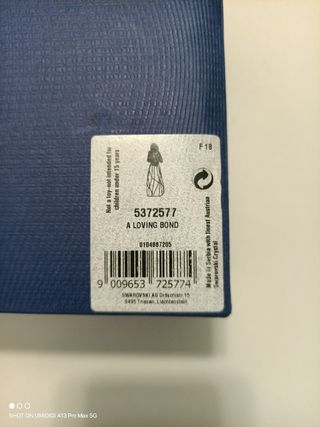 F 18
Not a toy-not intended for
children under 15 years
5372577
A LOVING BOND
0104887205
Made in Serbia with finest Austrian
Swarovski Crystal
9 009653 725774
SWAROVSKI AG Dröschistr. 15
9495 Triesen, Liechtenstein
SHOT ON UMIDIGI A13 Pro Max 5G